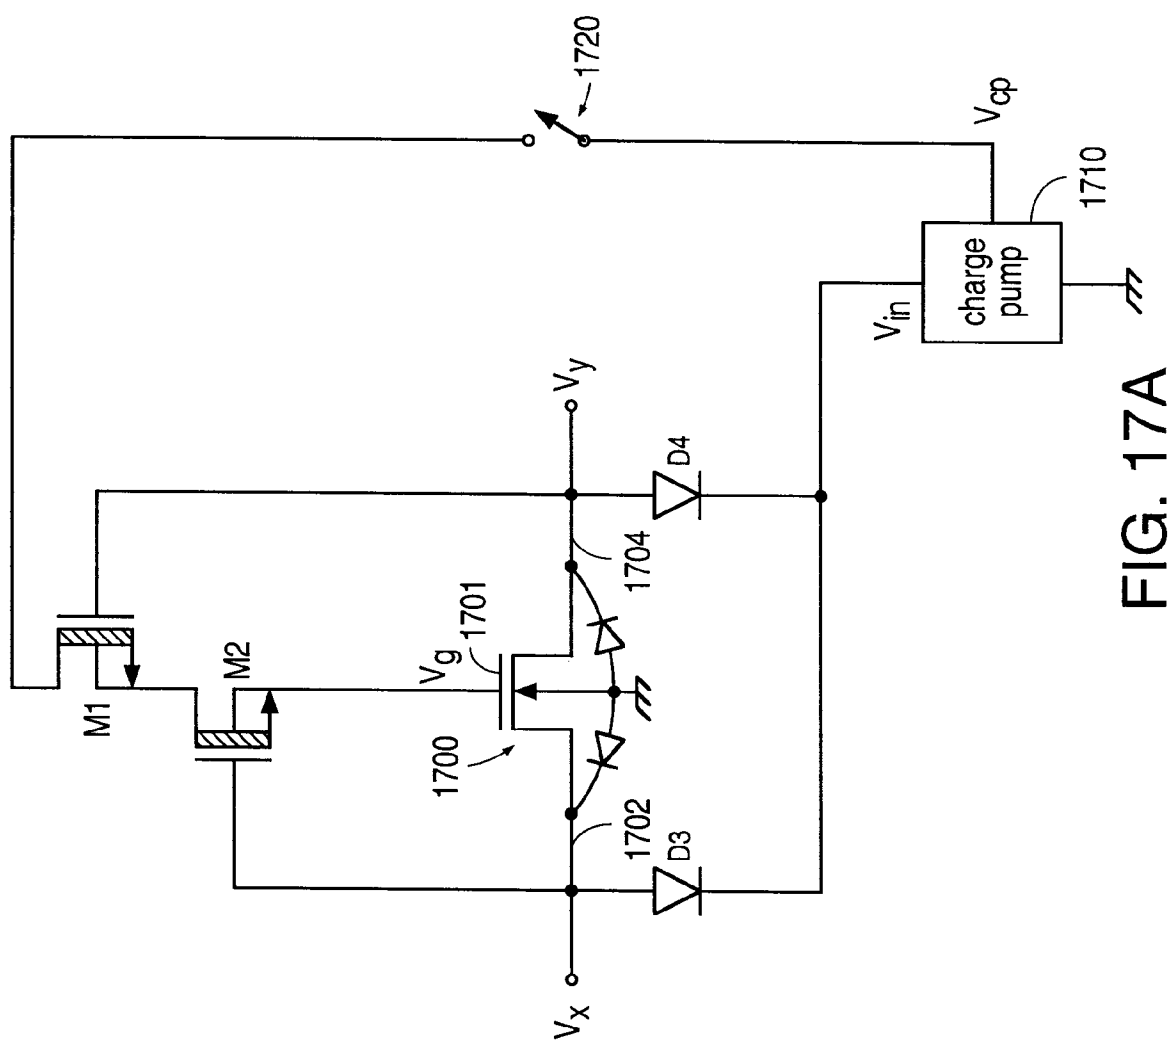 1720
M1
M2
Vg
1701
1700
Vx
Vy
1702
1704
D3
D4
Vin
Vcp
charge
pump
1710
FIG. 17A